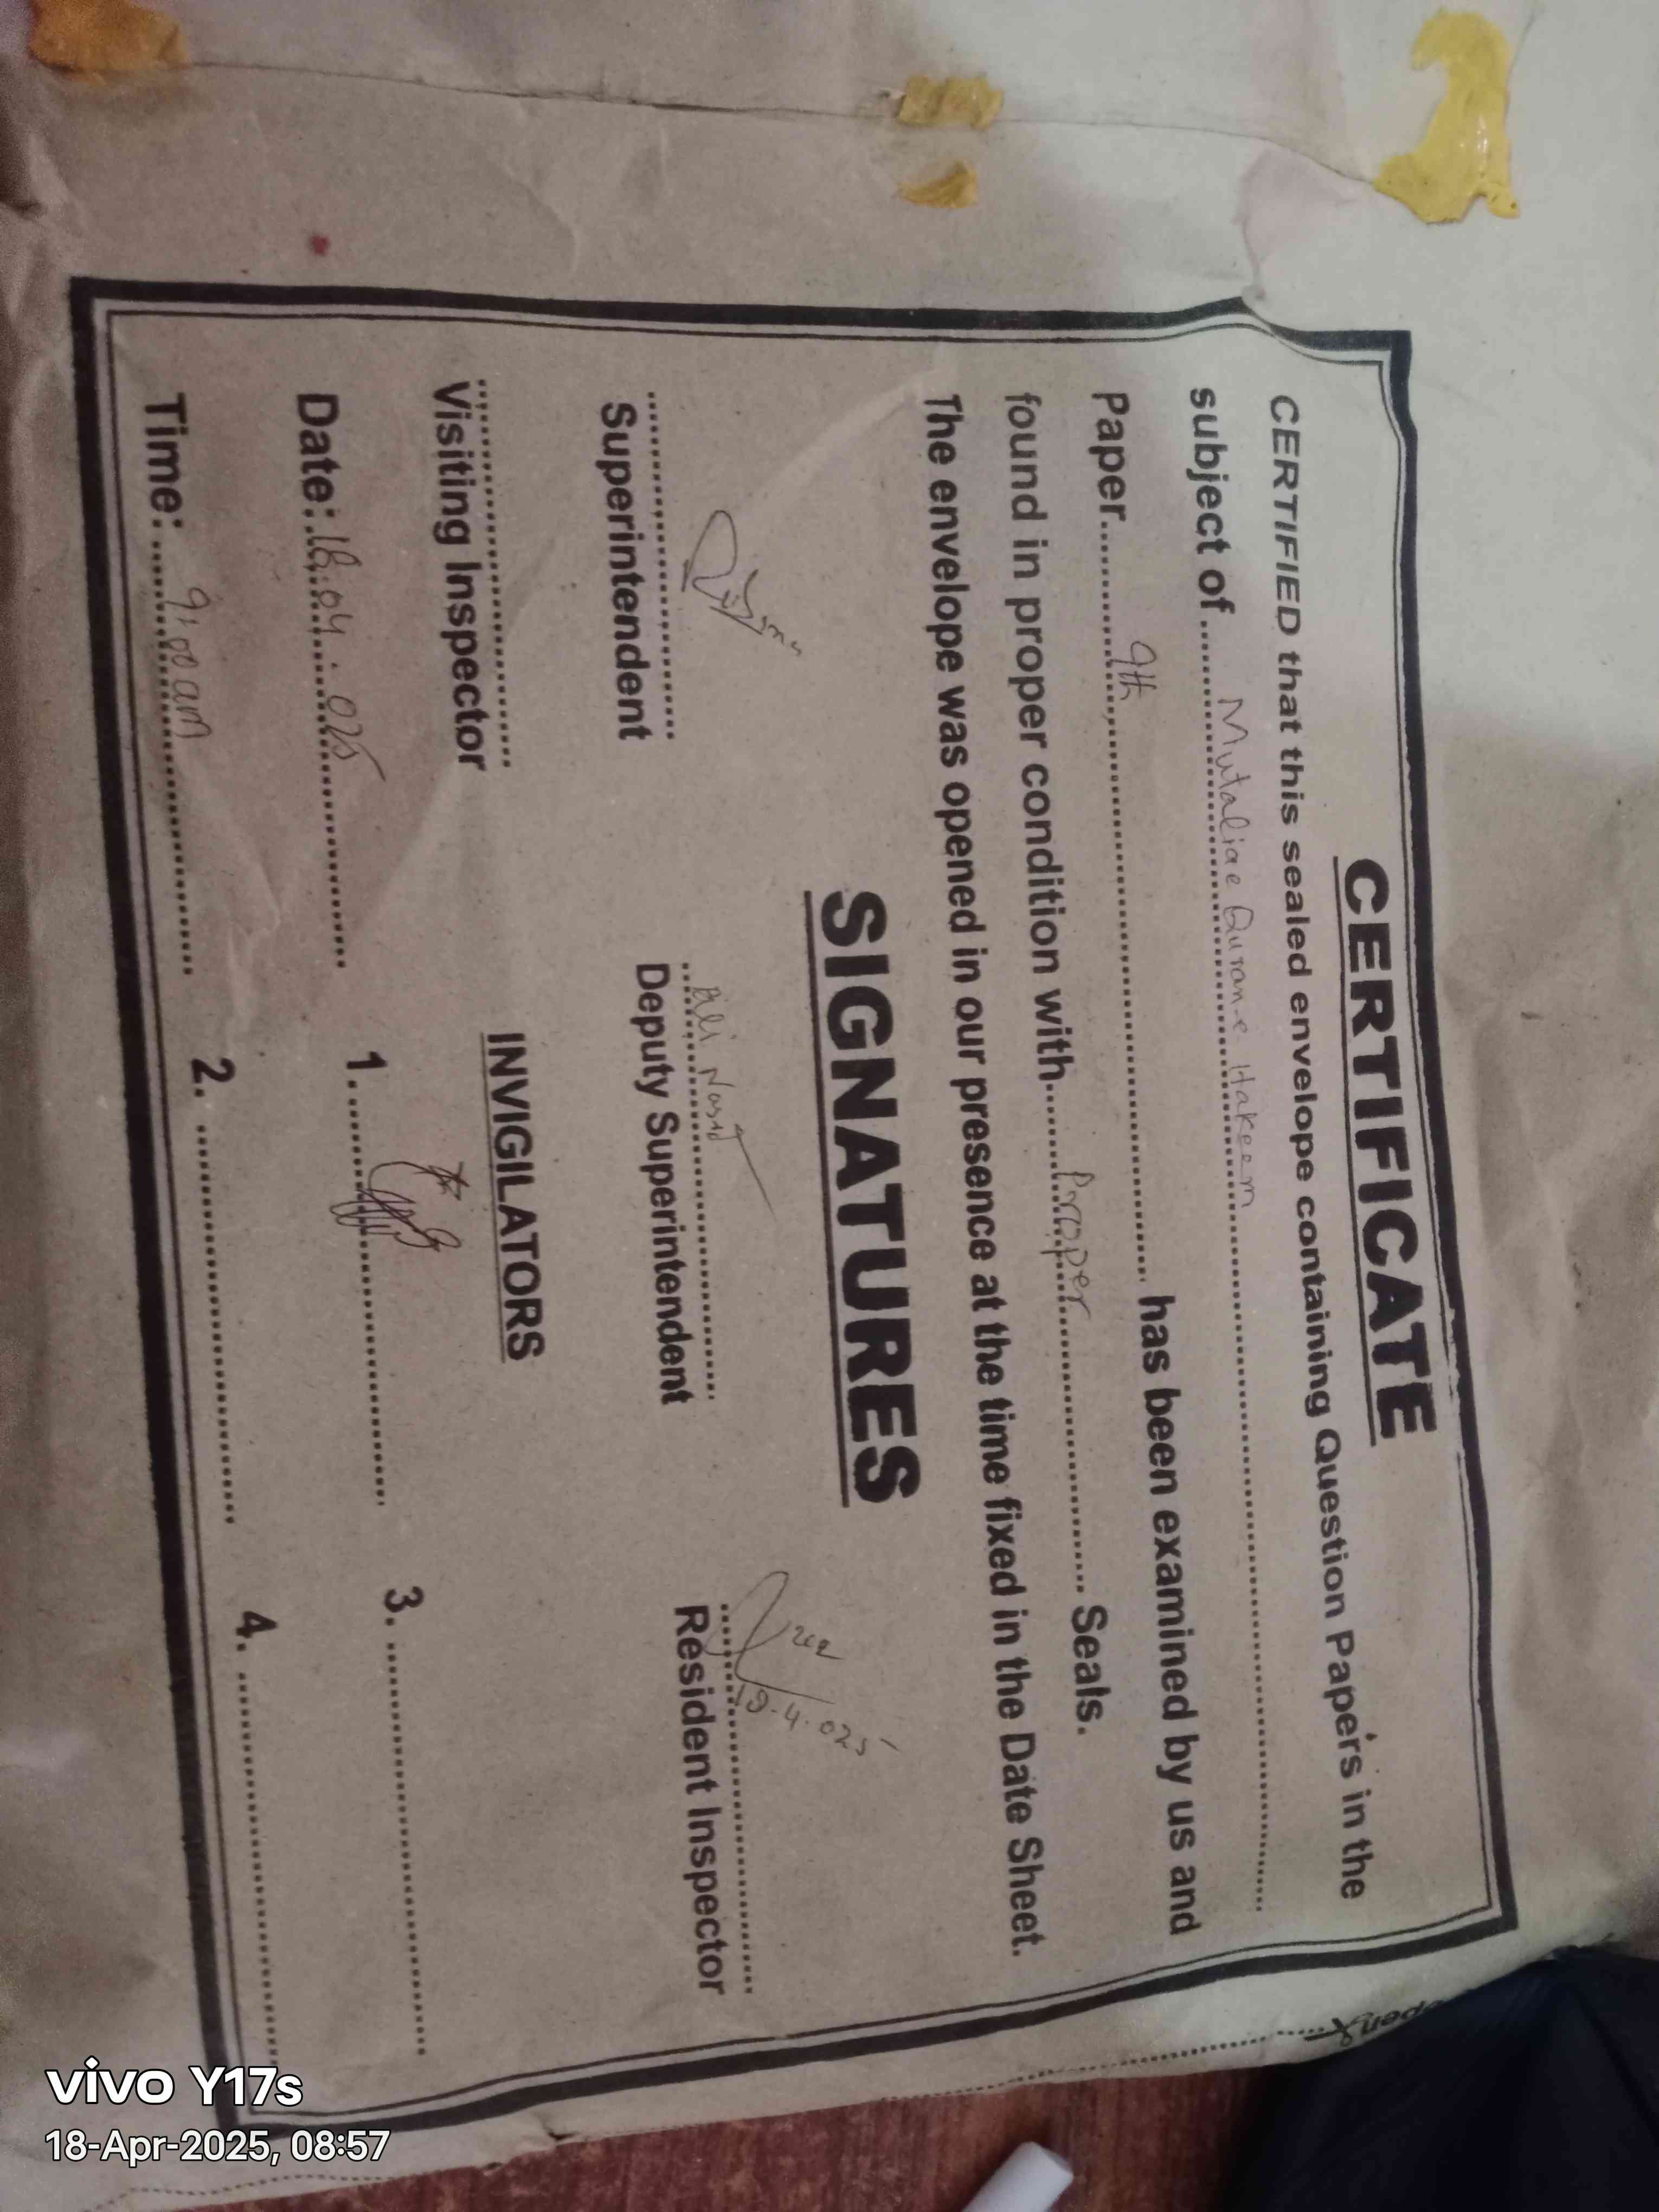 CERTIFICATE
CERTIFIED that this sealed envelope containing Question Papers in the
subject of.... Mutaliae Quran-e Hakeem
Paper.... 9th .... has been examined by us and
found in proper condition with.... Proper .... Seals.
The envelope was opened in our presence at the time fixed in the Date Sheet.
SIGNATURES
Ali
19.4.025
Superintendent
Deputy Superintendent
Resident Inspector
Visiting Inspector
INVIGILATORS
Date: 18.04.025
1.
3.
Time: 9:00 am
2.
4.
vivo Y17s
18-Apr-2025, 08:57